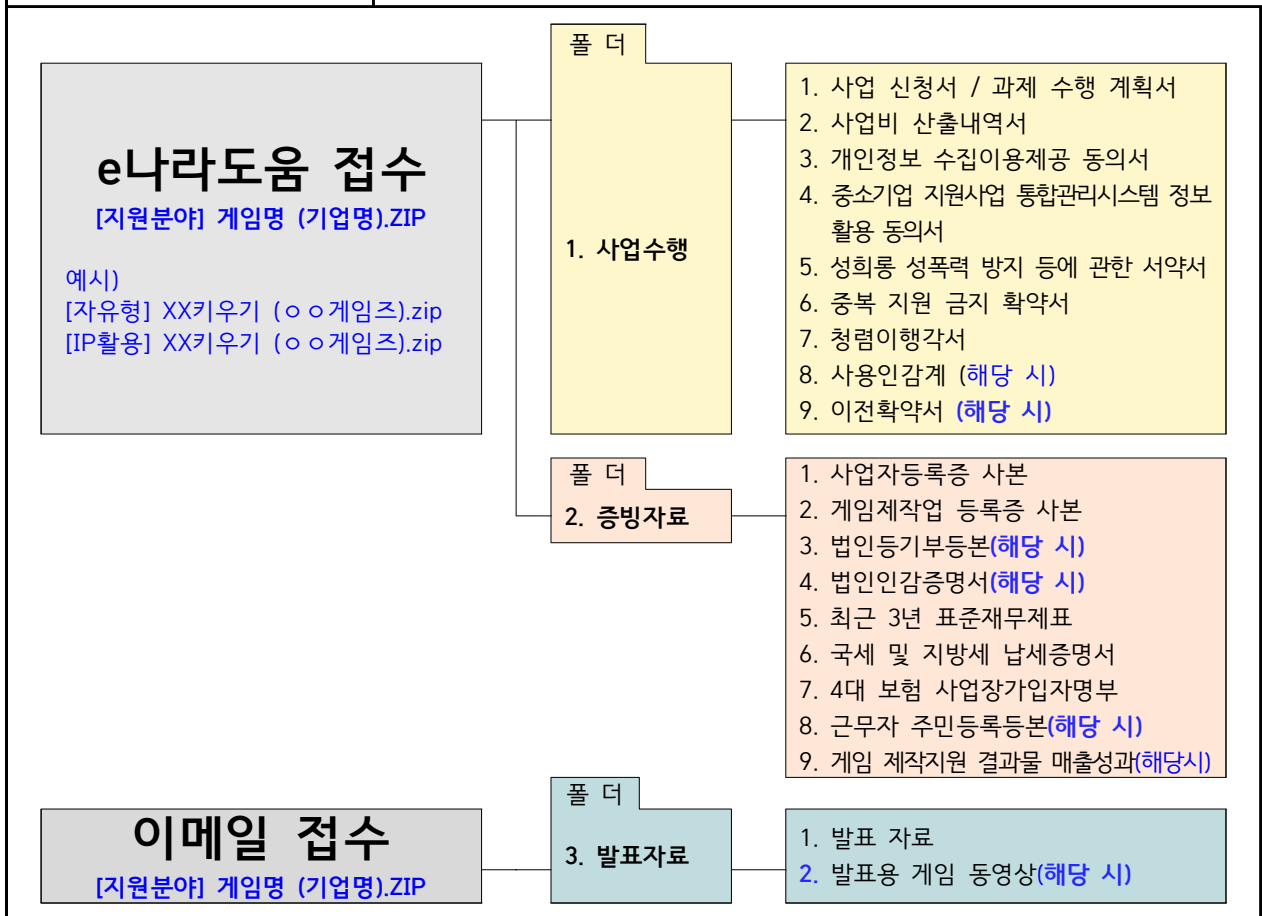 e나라도움 접수
[지원분야] 게임명 (기업명).ZIP
예시)
[자유형] XX키우기 (ㅇㅇ게임즈).zip
[IP활용] XX키우기 (ㅇㅇ게임즈).zip
폴 더
1. 사업수행
1. 사업 신청서 / 과제 수행 계획서
2. 사업비 산출내역서
3. 개인정보 수집이용제공 동의서
4. 중소기업 지원사업 통합관리시스템 정보
활용 동의서
5. 성희롱 성폭력 방지 등에 관한 서약서
6. 중복 지원 금지 확약서
7. 청렴이행각서
8. 사용인감계 (해당 시)
9. 이전확약서 (해당 시)
폴 더
2. 증빙자료
1. 사업자등록증 사본
2. 게임제작업 등록증 사본
3. 법인등기부등본(해당 시)
4. 법인인감증명서(해당 시)
5. 최근 3년 표준재무제표
6. 국세 및 지방세 납세증명서
7. 4대 보험 사업장가입자명부
8. 근무자 주민등록등본(해당 시)
9. 게임 제작지원 결과물 매출성과(해당시)
이메일 접수
[지원분야] 게임명 (기업명).ZIP
폴 더
3. 발표자료
1. 발표 자료
2. 발표용 게임 동영상(해당 시)